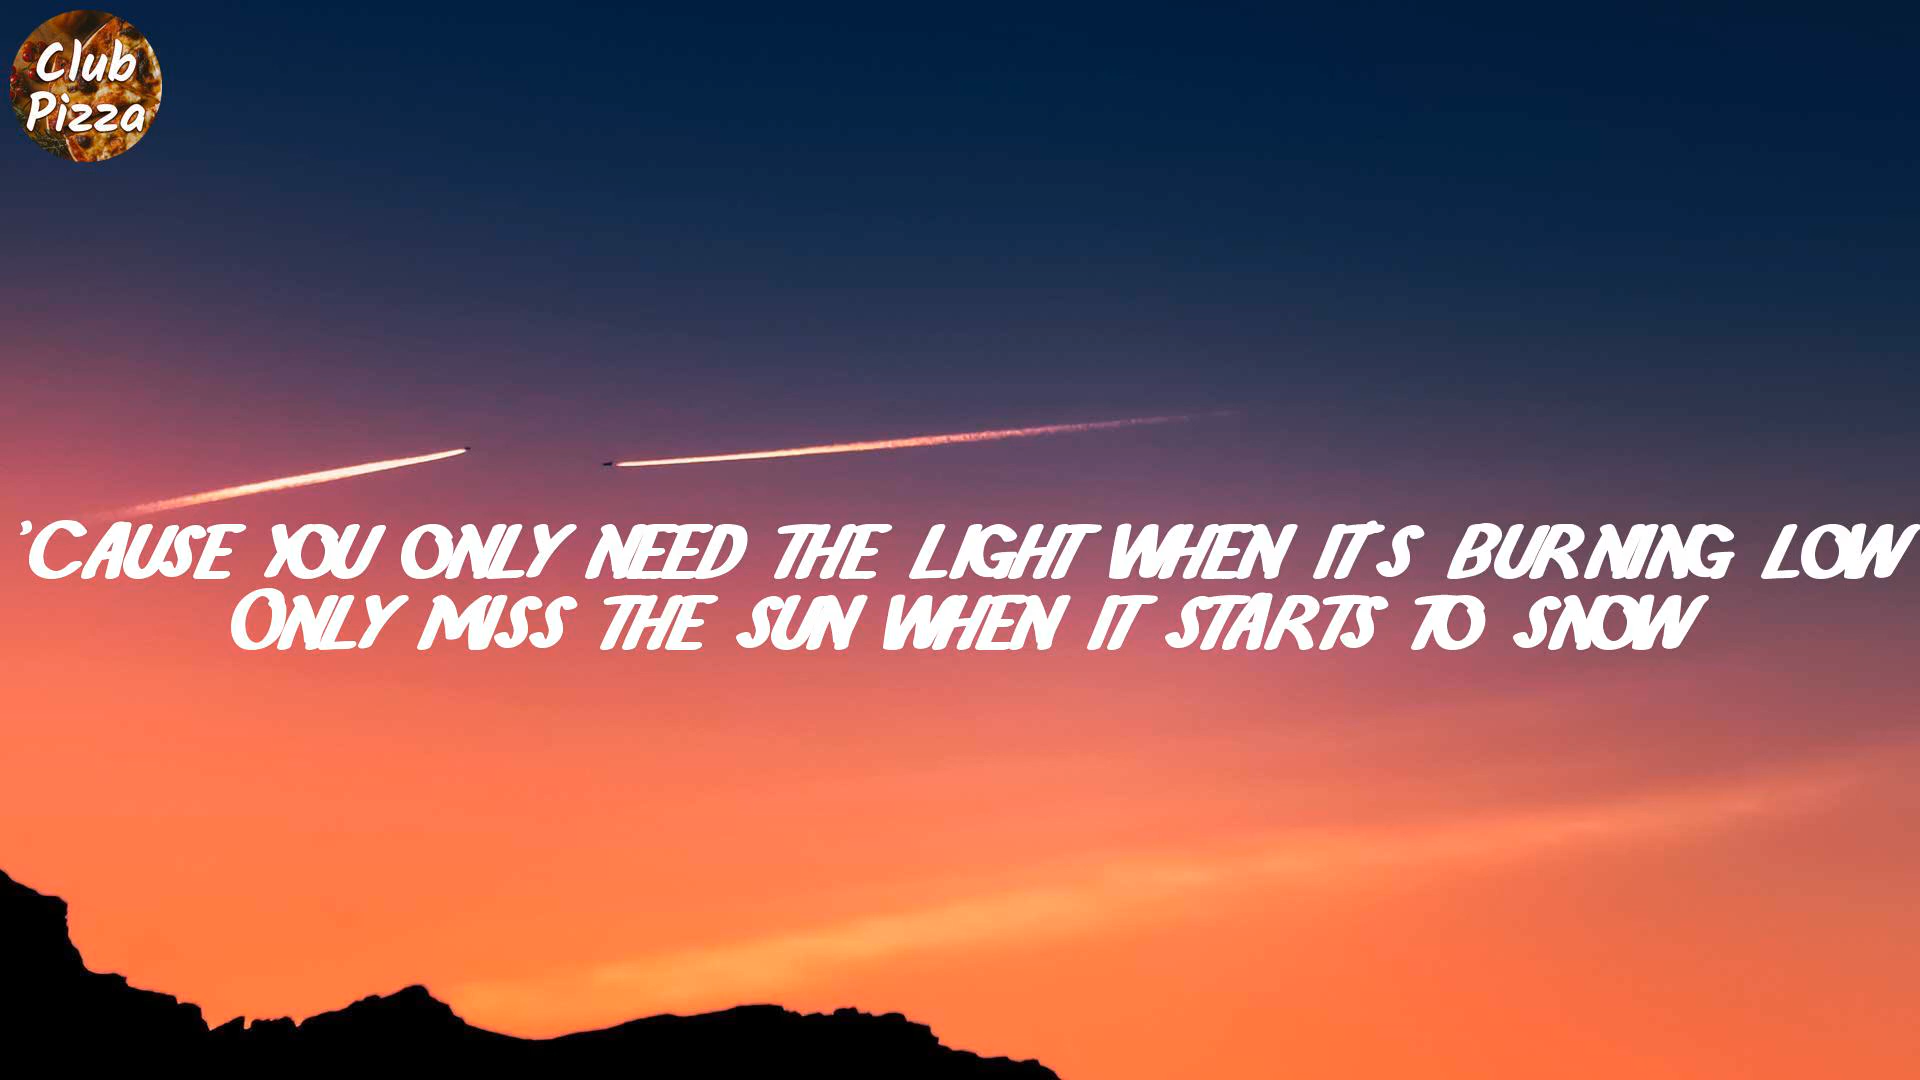 Club
Pizza
'CAUSE YOU ONLY NEED THE LIGHT WHEN IT'S BURNING LOW
ONLY MISS THE SUN WHEN IT STARTS TO SNOW